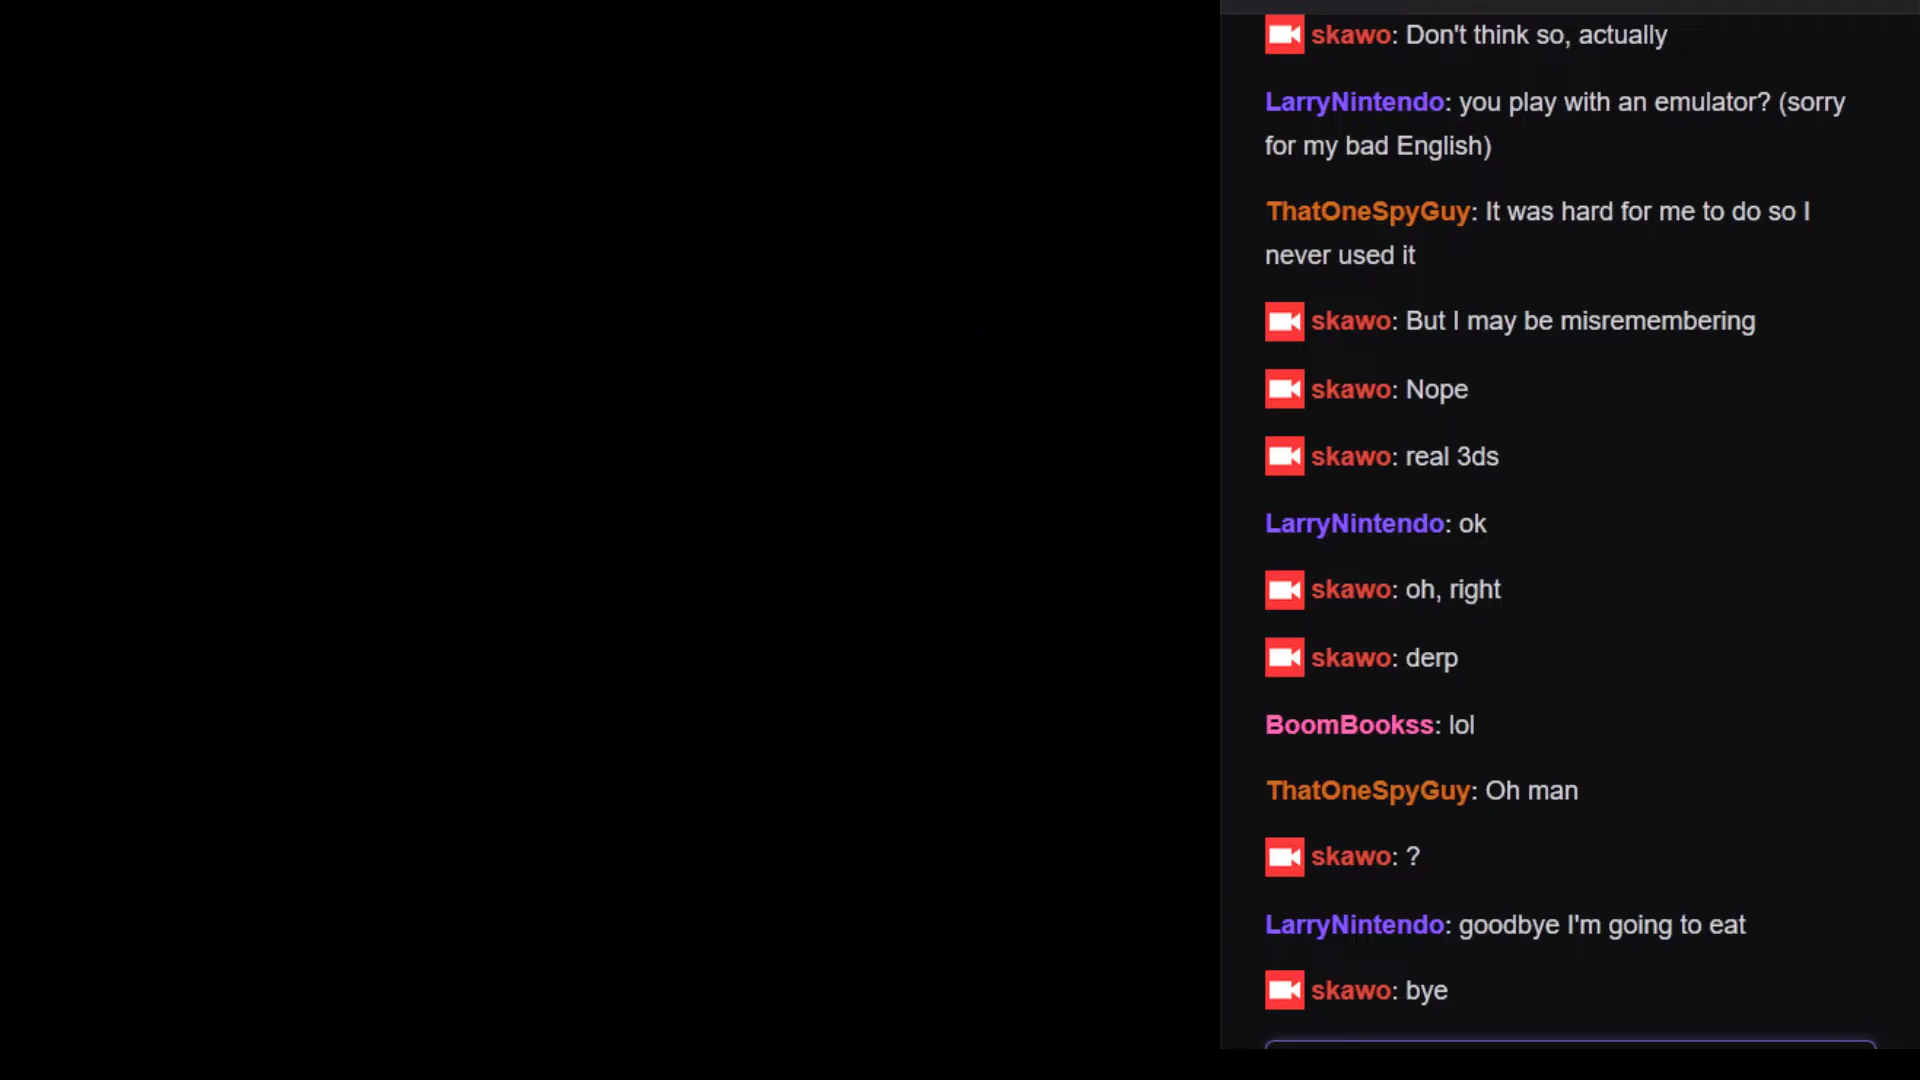 skawo: Don't think so, actually
LarryNintendo: you play with an emulator? (sorry
for my bad English)
ThatOneSpyGuy: It was hard for me to do so I
never used it
skawo: But I may be misremembering
skawo: Nope
skawo: real 3ds
LarryNintendo: ok
skawo: oh, right
skawo: derp
BoomBookss: lol
ThatOneSpyGuy: Oh man
skawo: ?
LarryNintendo: goodbye I'm going to eat
skawo: bye